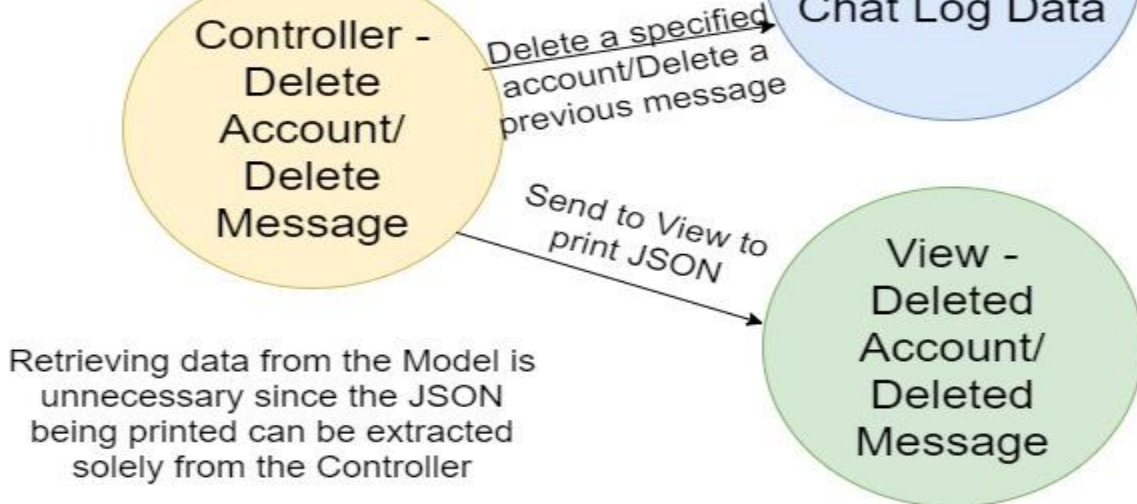 Controller -
Delete
Account/
Delete
Message
Delete a specified
account/Delete a
previous message
Chat Log Data
Send to View to
print JSON
View -
Deleted
Account/
Deleted
Message
Retrieving data from the Model is
unnecessary since the JSON
being printed can be extracted
solely from the Controller